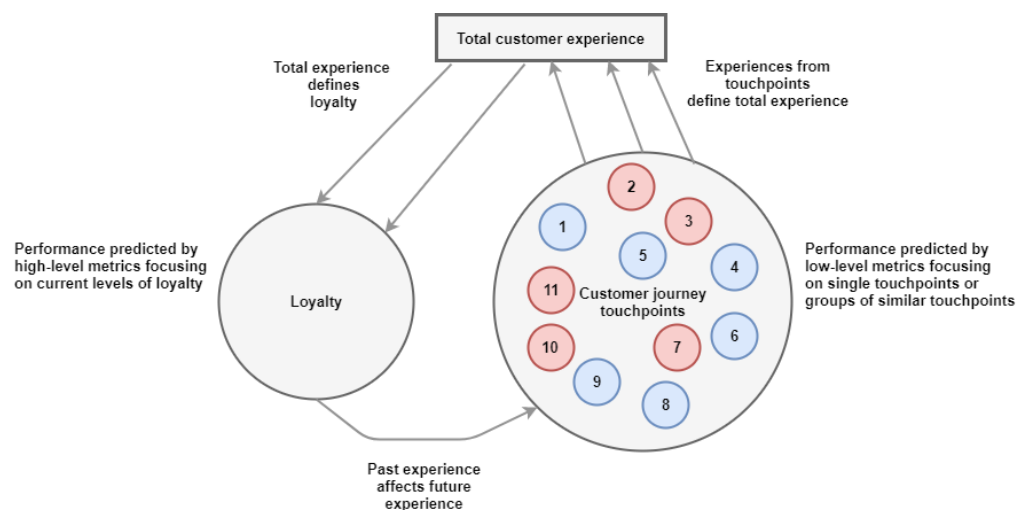 Total customer experience
Total experience
defines
loyalty
Experiences from
touchpoints
define total experience
2
3
1
5
4
Performance predicted by
high-level metrics focusing
on current levels of loyalty
Loyalty
11
Customer journey
touchpoints
Performance predicted by
low-level metrics focusing
on single touchpoints or
groups of similar touchpoints
6
10
7
9
8
Past experience
affects future
experience